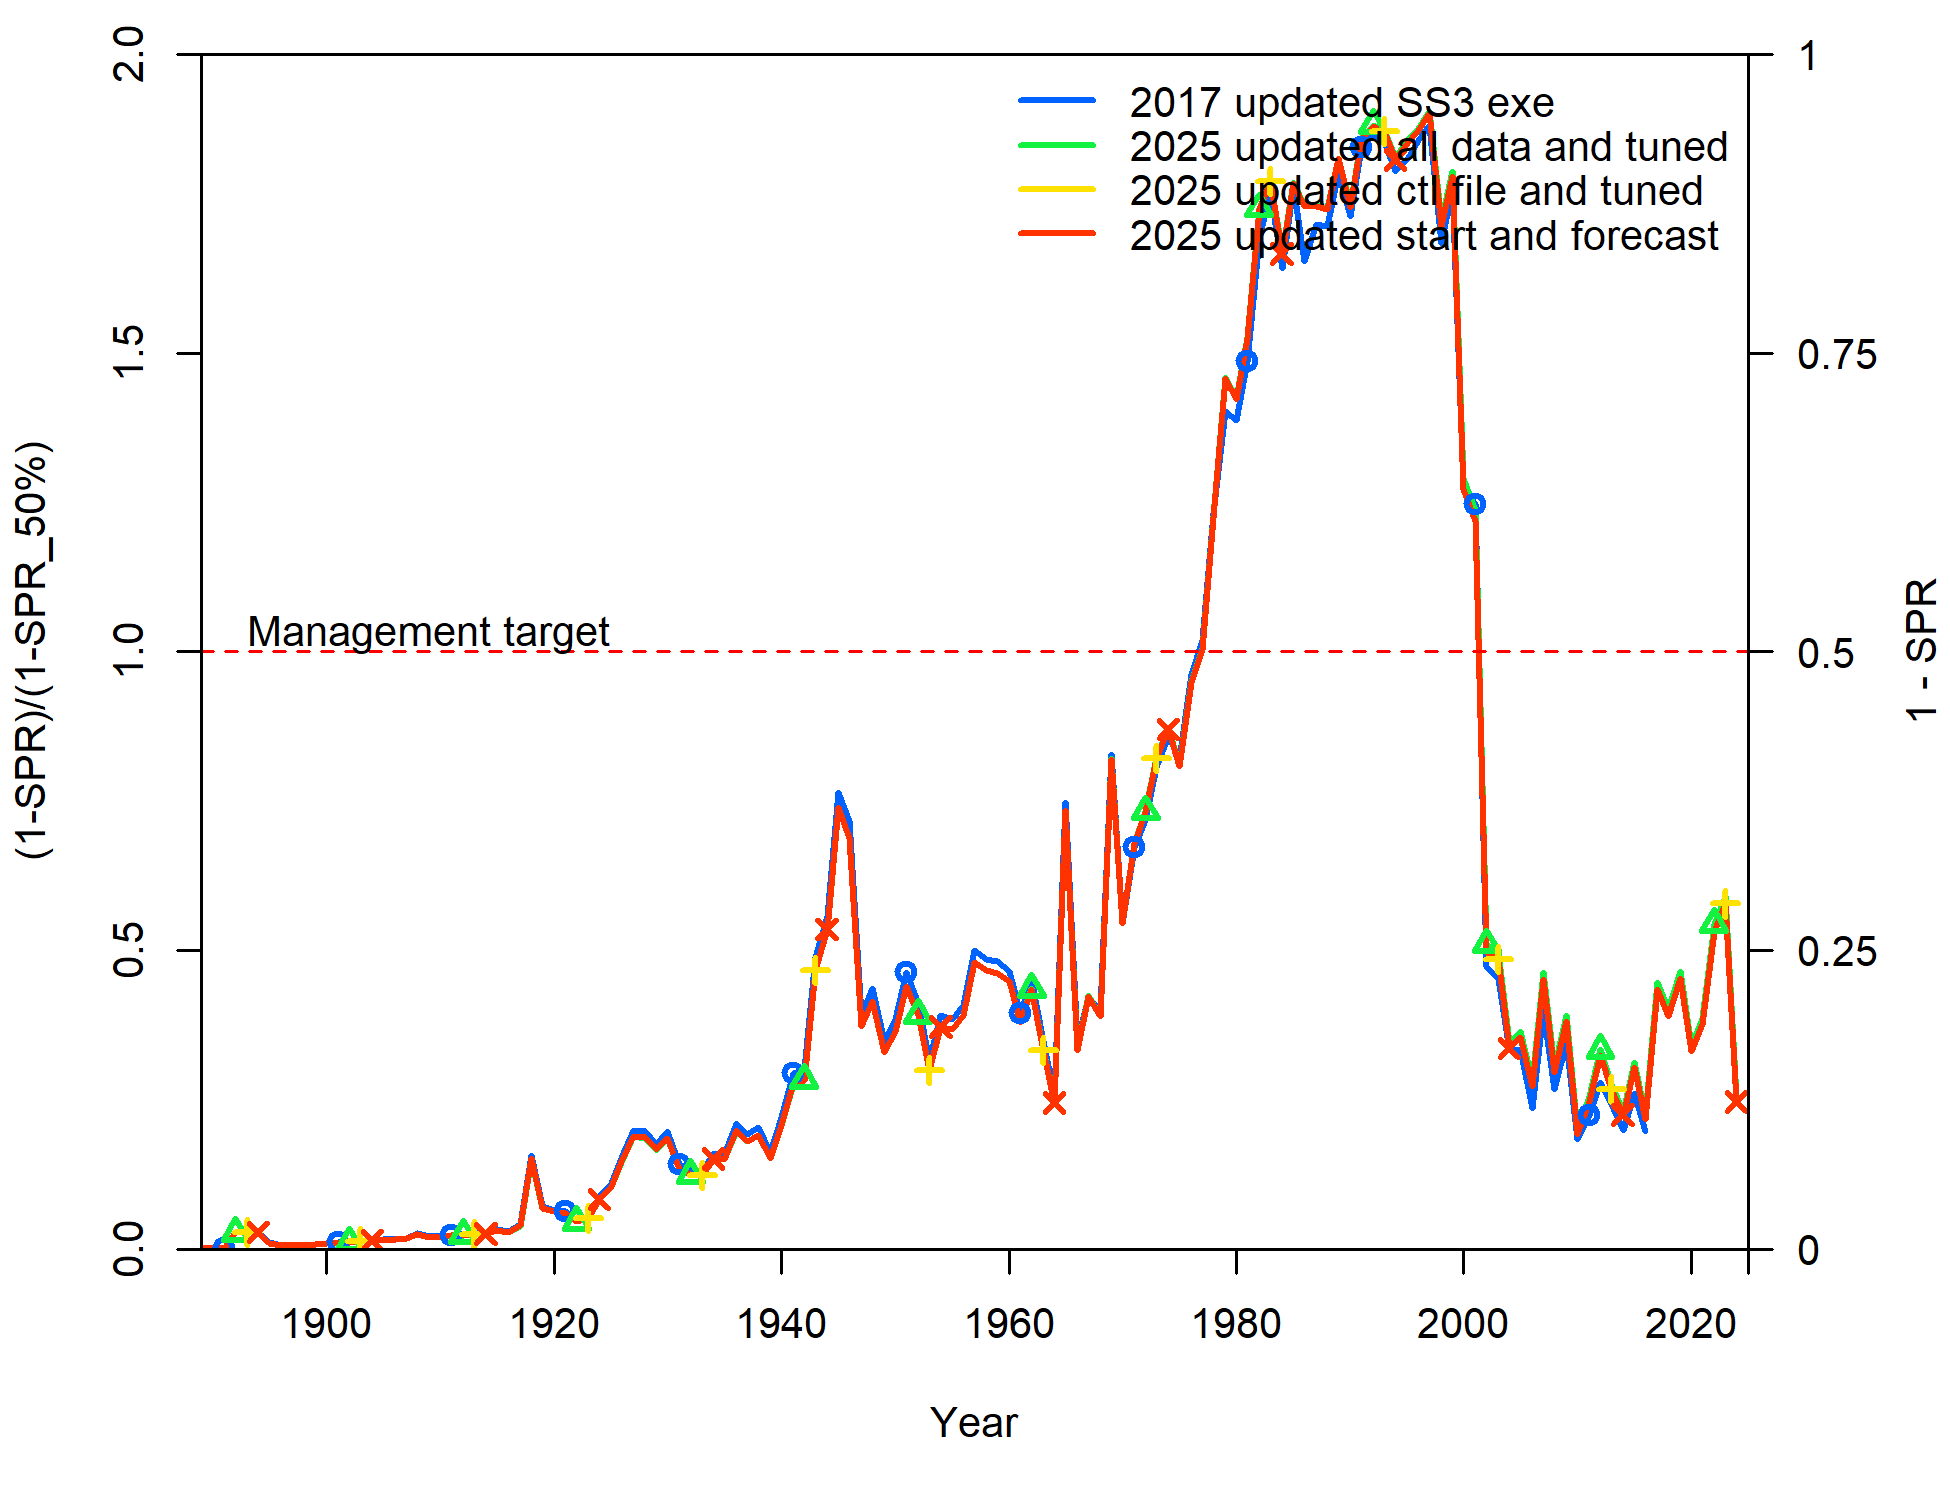 2017 updated SS3 exe
2025 updated all data and tuned
2025 updated ctl file and tuned
2025 updated start and forecast
Management target
(1-SPR)/(1-SPR_50%)
0.0
0.5
1.0
1.5
2.0
1 - SPR
0
0.25
0.5
0.75
1
1900
1920
1940
1960
1980
2000
2020
Year